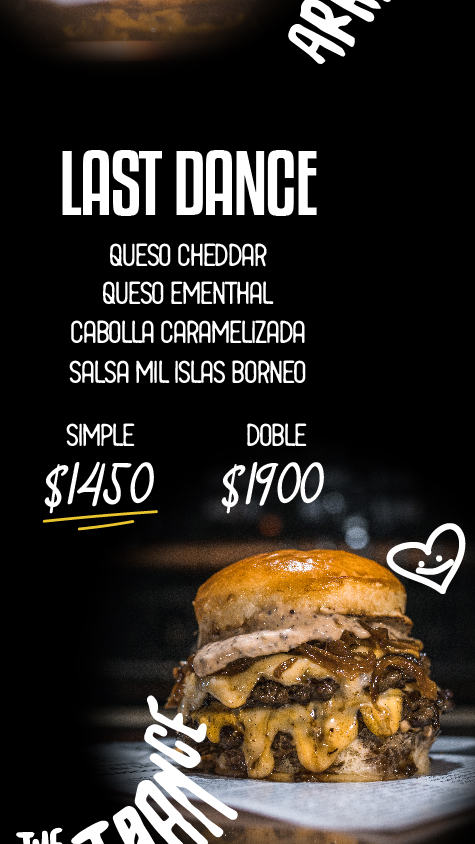 LAST DANCE
QUESO CHEDDAR
QUESO EMENTHAL
CABOLLA CARAMELIZADA
SALSA MIL ISLAS BORNEO
SIMPLE DOBLE
$1450 $1900
THE